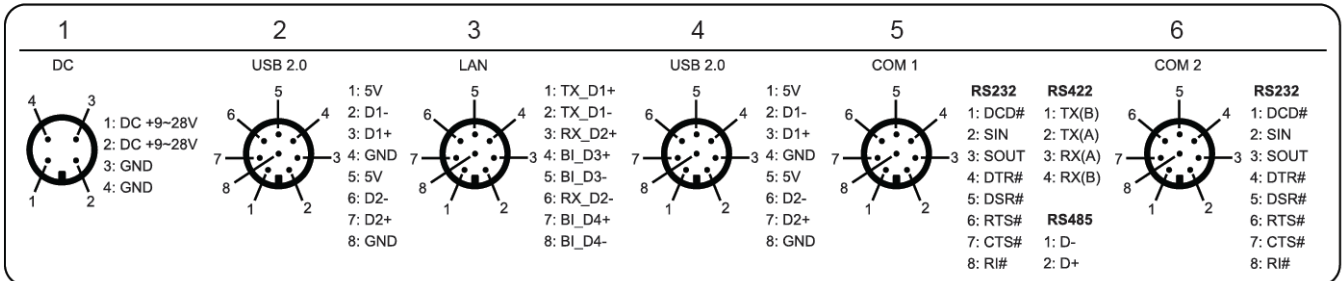 1
DC
4
3
1
2
1: DC +9~28V
2: DC +9~28V
3: GND
4: GND
2
USB 2.0
5
6
4
7
3
8
1
2
1: 5V
2: D1-
3: D1+
4: GND
5: 5V
6: D2-
7: D2+
8: GND
3
LAN
5
6
4
7
3
8
1
2
1: TX_D1+
2: TX_D1-
3: RX_D2+
4: BI_D3+
5: BI_D3-
6: RX_D2-
7: BI_D4+
8: BI_D4-
4
USB 2.0
5
6
4
7
3
8
1
2
1: 5V
2: D1-
3: D1+
4: GND
5: 5V
6: D2-
7: D2+
8: GND
5
COM 1
5
6
4
7
3
8
1
2
RS232
1: DCD#
2: SIN
3: SOUT
4: DTR#
5: DSR#
6: RTS#
7: CTS#
8: RI#
RS422
1: TX(B)
2: TX(A)
3: RX(A)
4: RX(B)
RS485
1: D-
2: D+
6
COM 2
5
6
4
7
3
8
1
2
RS232
1: DCD#
2: SIN
3: SOUT
4: DTR#
5: DSR#
6: RTS#
7: CTS#
8: RI#